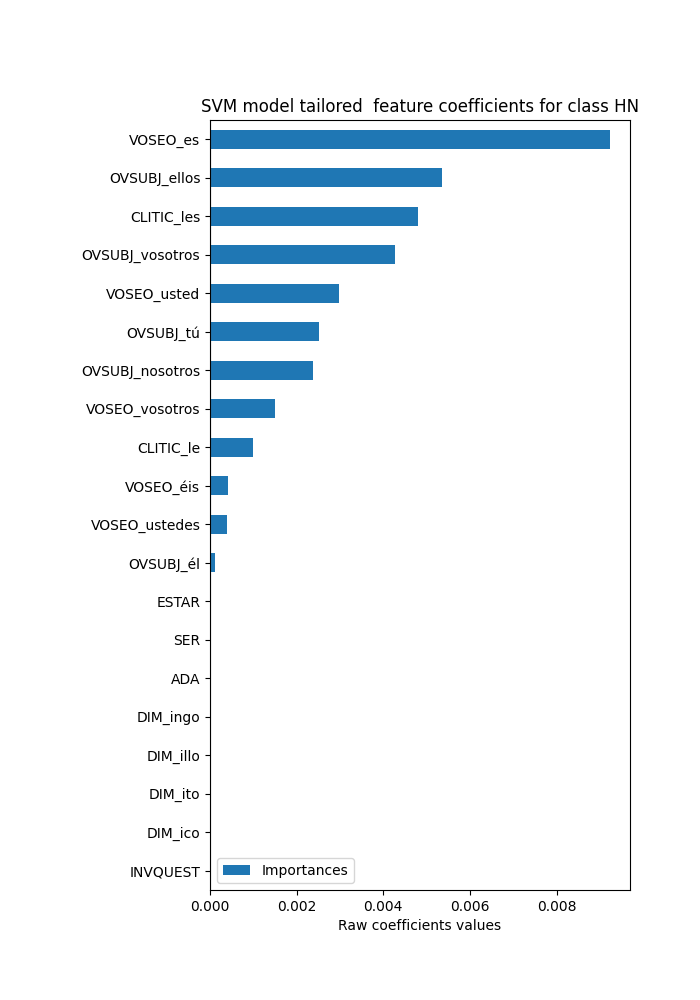 SVM model tailored  feature coefficients for class HN
VOSEO_es
OVSUBJ_ellos
CLITIC_les
OVSUBJ_vosotros
VOSEO_usted
OVSUBJ_tú
OVSUBJ_nosotros
VOSEO_vosotros
CLITIC_le
VOSEO_éis
VOSEO_ustedes
OVSUBJ_él
ESTAR
SER
ADA
DIM_ingo
DIM_illo
DIM_ito
DIM_ico
INVQUEST
Importances
0.000 0.002 0.004 0.006 0.008
Raw coefficients values